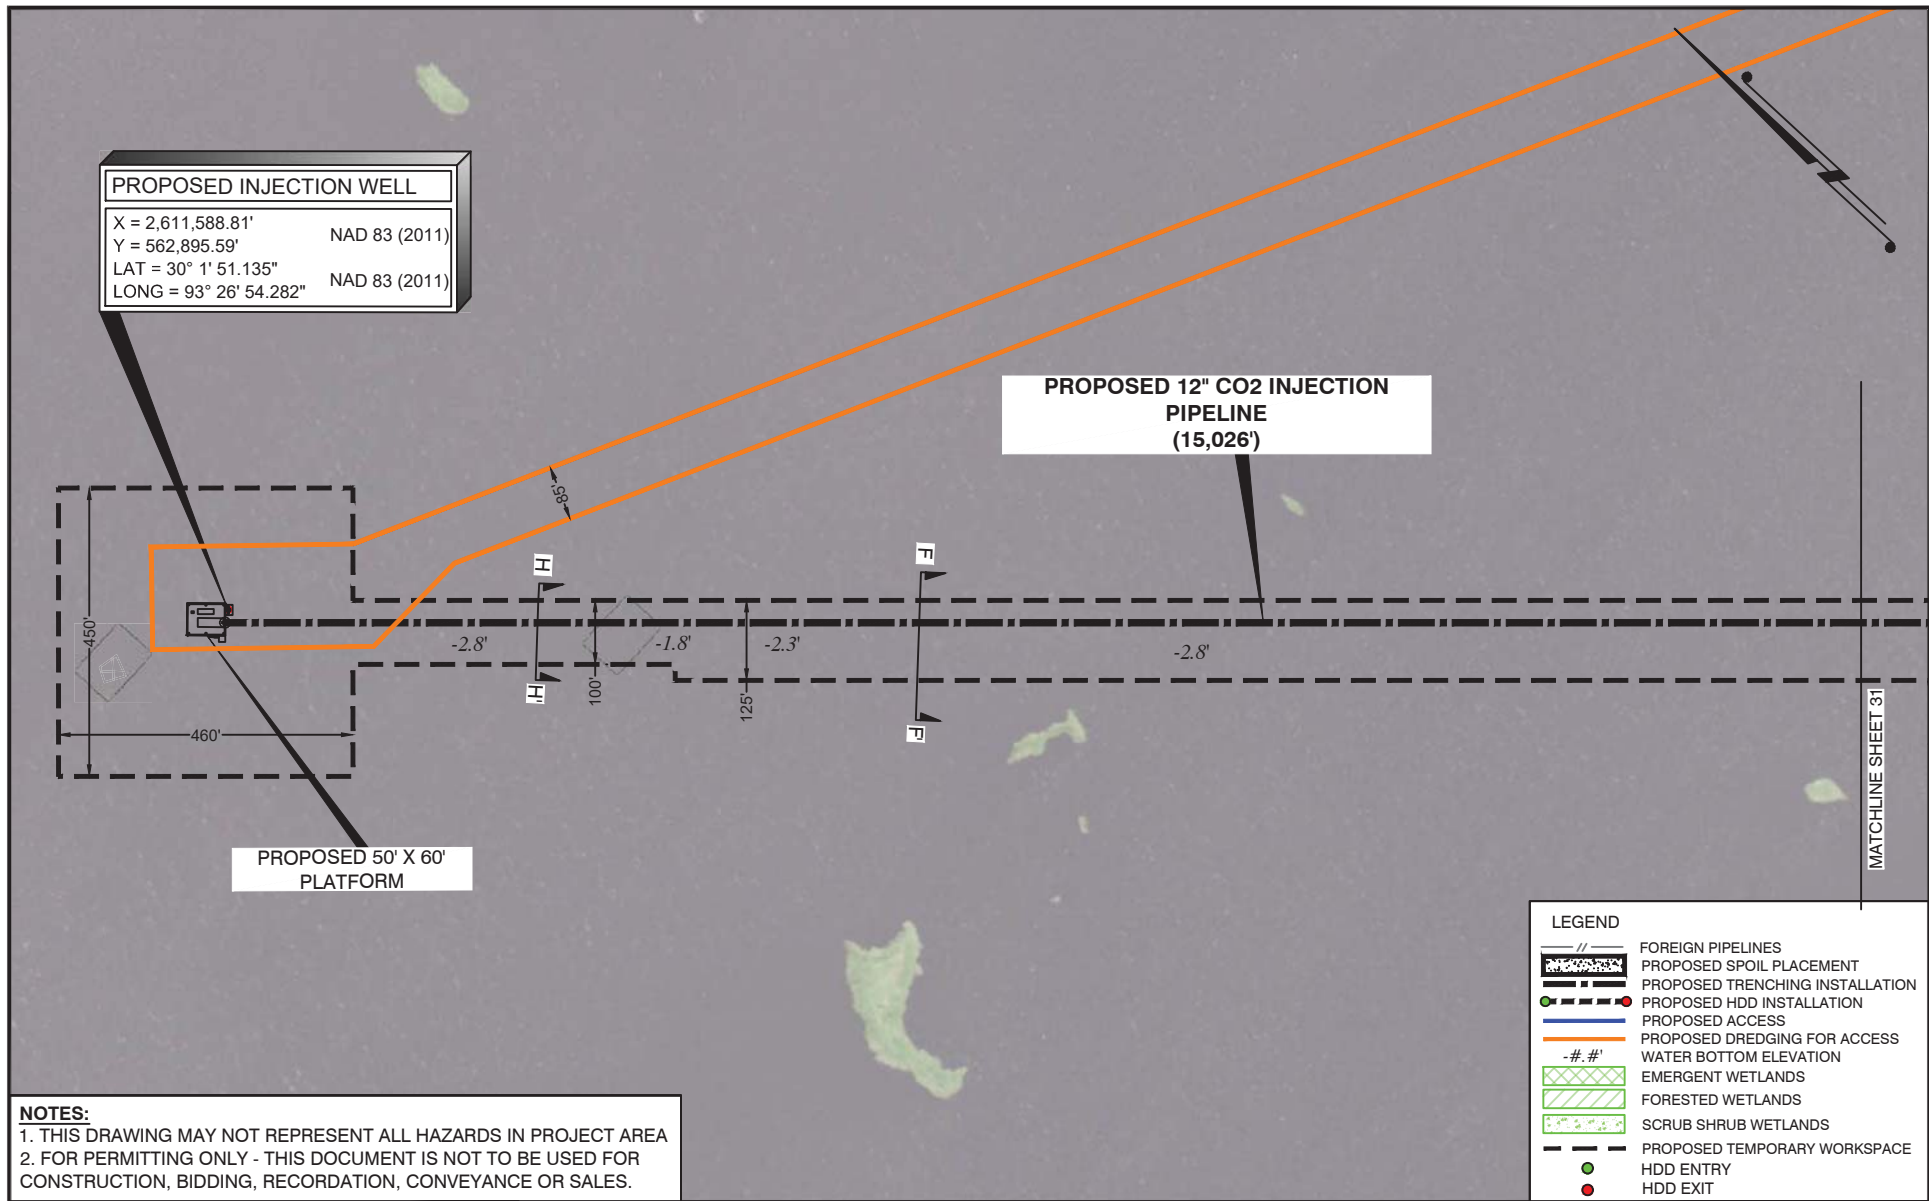 PROPOSED INJECTION WELL
X = 2,611,588.81'
Y = 562,895.59'
NAD 83 (2011)
LAT = 30° 1' 51.135"
LONG = 93° 26' 54.282"
NAD 83 (2011)
PROPOSED 12" CO2 INJECTION
PIPELINE
(15,026')
85'
450'
460'
H
H'
F
F'
-2.8'
-1.8'
-2.3'
-2.8'
100'
125'
PROPOSED 50' X 60'
PLATFORM
MATCHLINE SHEET 31
LEGEND
FOREIGN PIPELINES
PROPOSED SPOIL PLACEMENT
PROPOSED TRENCHING INSTALLATION
PROPOSED HDD INSTALLATION
PROPOSED ACCESS
PROPOSED DREDGING FOR ACCESS
-#.#' WATER BOTTOM ELEVATION
EMERGENT WETLANDS
FORESTED WETLANDS
SCRUB SHRUB WETLANDS
PROPOSED TEMPORARY WORKSPACE
HDD ENTRY
HDD EXIT
NOTES:
1. THIS DRAWING MAY NOT REPRESENT ALL HAZARDS IN PROJECT AREA
2. FOR PERMITTING ONLY - THIS DOCUMENT IS NOT TO BE USED FOR
CONSTRUCTION, BIDDING, RECORDATION, CONVEYANCE OR SALES.